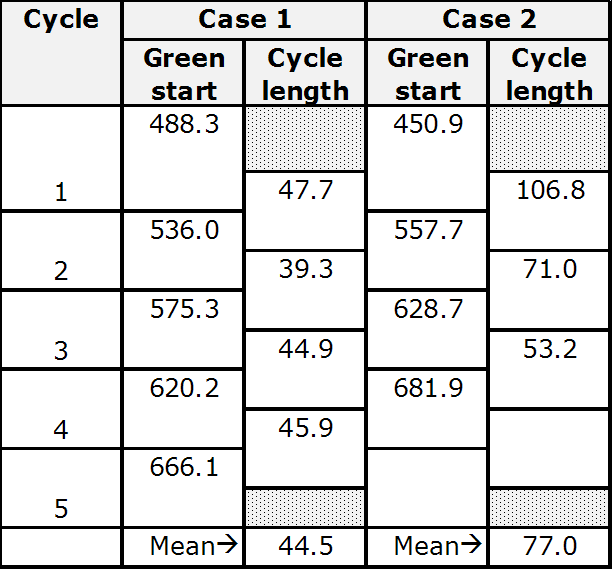 Cycle Case 1 Case 2
Green start Cycle length Green start Cycle length
488.3 450.9
1 47.7 106.8
536.0 557.7
2 39.3 71.0
575.3 628.7
3 44.9 53.2
620.2 681.9
4 45.9
666.1
5
Mean→ 44.5 Mean→ 77.0